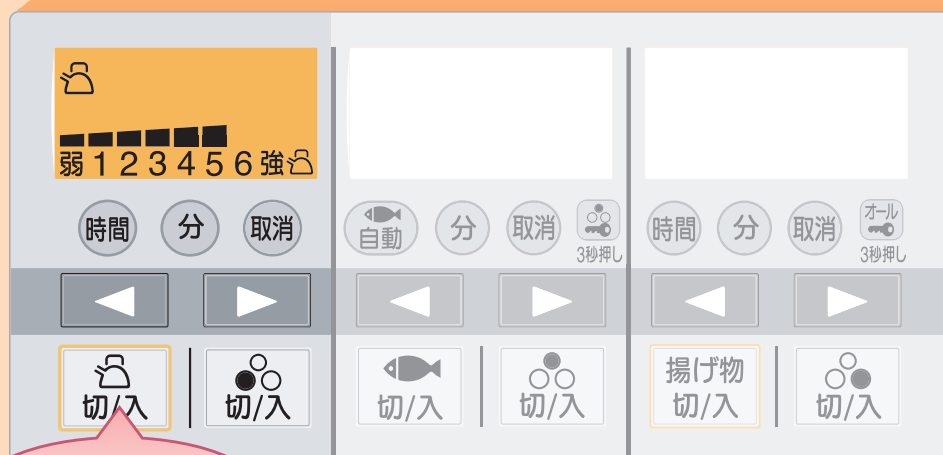 弱 1 2 3 4 5 6 強
時間 分 取消
自動 分 取消
3秒押し
時間 分 取消 オール
3秒押し
切/入 切/入
切/入 切/入
揚げ物
切/入 切/入